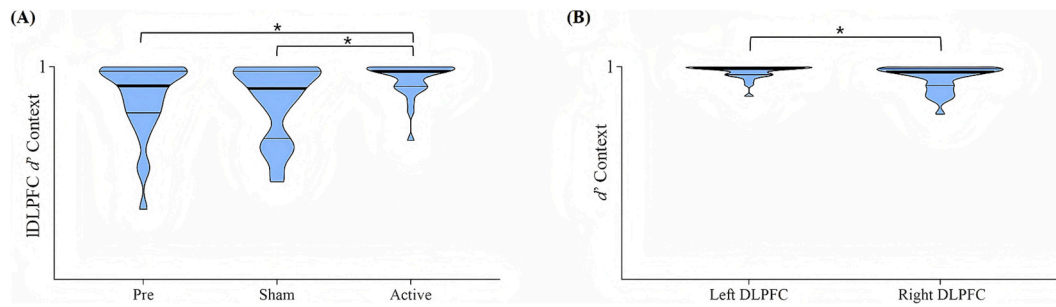 (A)
*
*
1
lDLPFC d' Context
Pre Sham Active
(B)
*
1
d' Context
Left DLPFC Right DLPFC